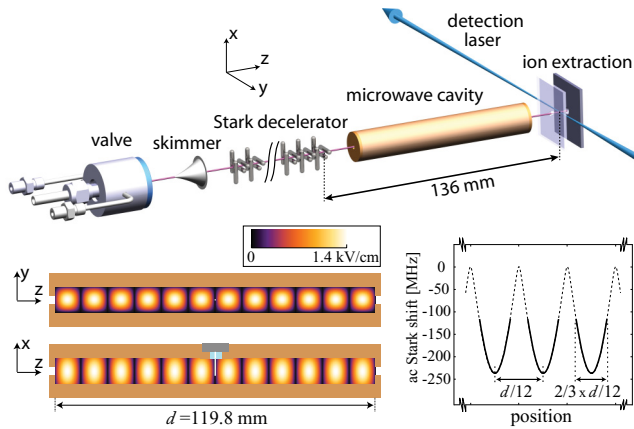 x
z
y
detection
laser
ion extraction
microwave cavity
Stark decelerator
skimmer
valve
136 mm
0
1.4 kV/cm
y
z
x
z
d=119.8 mm
ac Stark shift [MHz]
0
-50
-100
-150
-200
-250
d/12
2/3 x d/12
position